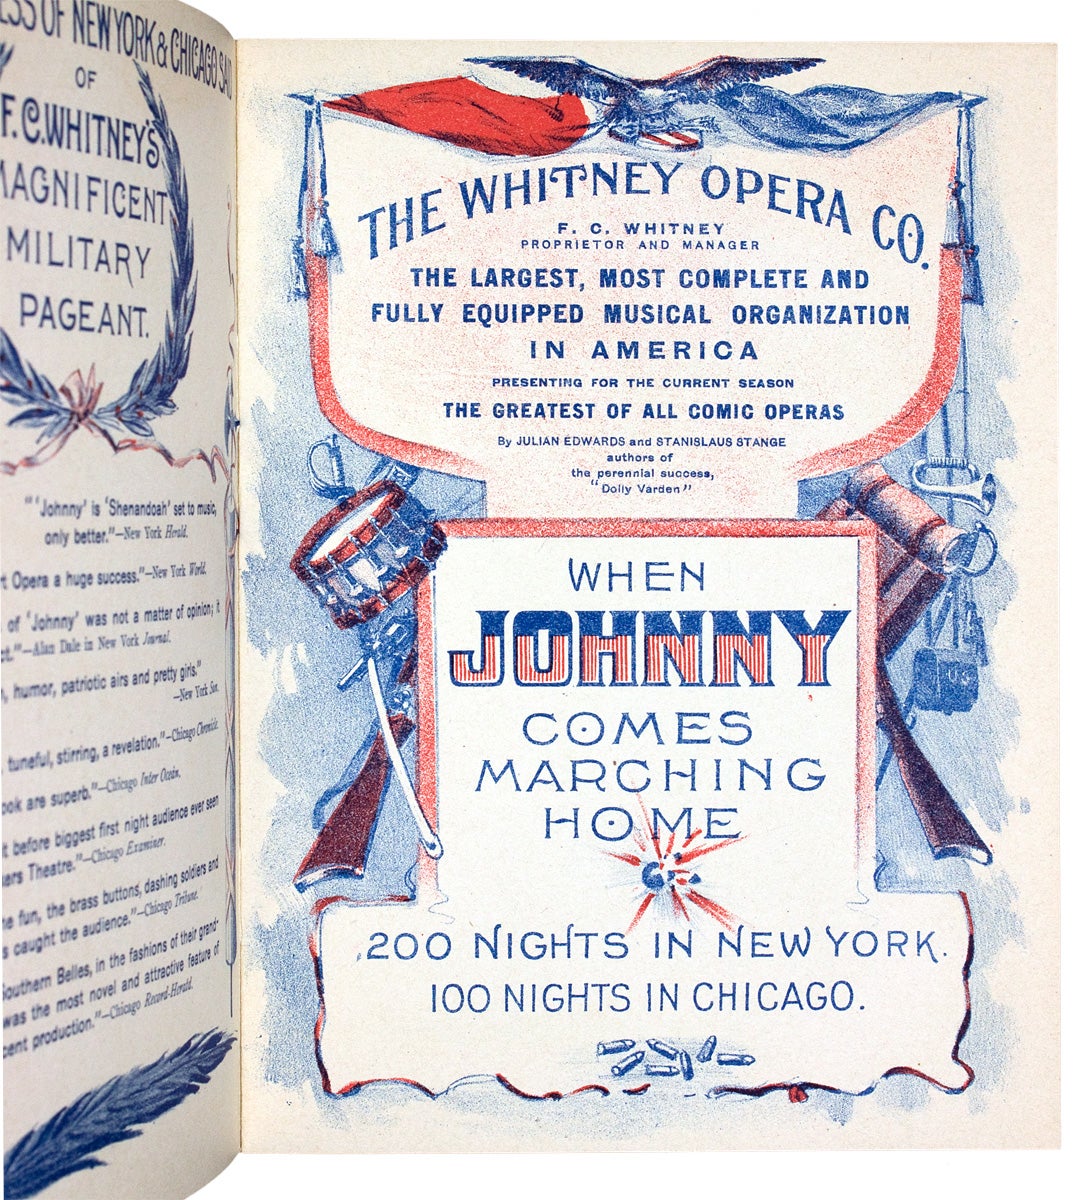 ESS OF NEW YORK & CHICAGO SAID
OF
F. C. WHITNEY'S
MAGNIFICENT
MILITARY
PAGEANT.
"'Johnny' is 'Shenandoah' set to music,
only better."—New York Herald.
Opera a huge success."—New York World.
of 'Johnny' was not a matter of opinion; it
—Alan Dale in New York Journal.
humor, patriotic airs and pretty girls."
—New York Sun.
tuneful, stirring, a revelation."—Chicago Chronicle.
are superb."—Chicago Inter Ocean.
before biggest first night audience ever seen
Theatre."—Chicago Examiner.
fun, the brass buttons, dashing soldiers and
caught the audience."—Chicago Tribune.
Southern Belles, in the fashions of their grand-
was the most novel and attractive feature of
production."—Chicago Record-Herald.
THE WHITNEY OPERA CO.
F. C. WHITNEY
PROPRIETOR AND MANAGER
THE LARGEST, MOST COMPLETE AND
FULLY EQUIPPED MUSICAL ORGANIZATION
IN AMERICA
PRESENTING FOR THE CURRENT SEASON
THE GREATEST OF ALL COMIC OPERAS
By JULIAN EDWARDS and STANISLAUS STANGE
authors of
the perennial success,
"Dolly Varden"
WHEN
JOHNNY
COMES
MARCHING
HOME
200 NIGHTS IN NEW YORK.
100 NIGHTS IN CHICAGO.